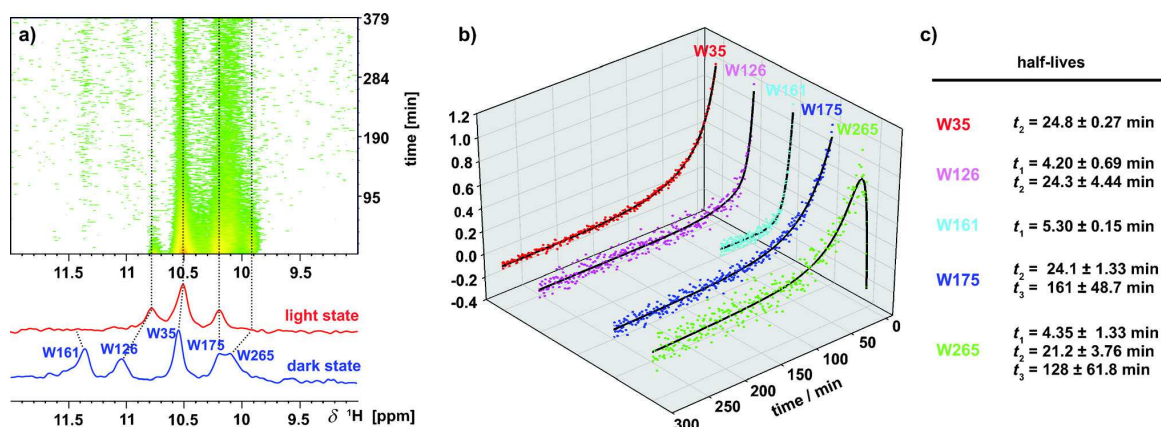 a)
379
284
190
95
time [min]
11.5 11 10.5 10 9.5
light state
W161 W126 W35 W175 W265
dark state
11.5 11 10.5 10 9.5
δ ¹H [ppm]
b)
W35
W126
W161
W175
W265
1.2
1.0
0.8
0.6
0.4
0.2
0.0
-0.2
-0.4
300 250 200 150 100 50 0
time / min
c)
half-lives
W35 t₂ = 24.8 ± 0.27 min
W126 t₁ = 4.20 ± 0.69 min
t₂ = 24.3 ± 4.44 min
W161 t₁ = 5.30 ± 0.15 min
W175 t₂ = 24.1 ± 1.33 min
t₃ = 161 ± 48.7 min
W265 t₁ = 4.35 ± 1.33 min
t₂ = 21.2 ± 3.76 min
t₃ = 128 ± 61.8 min